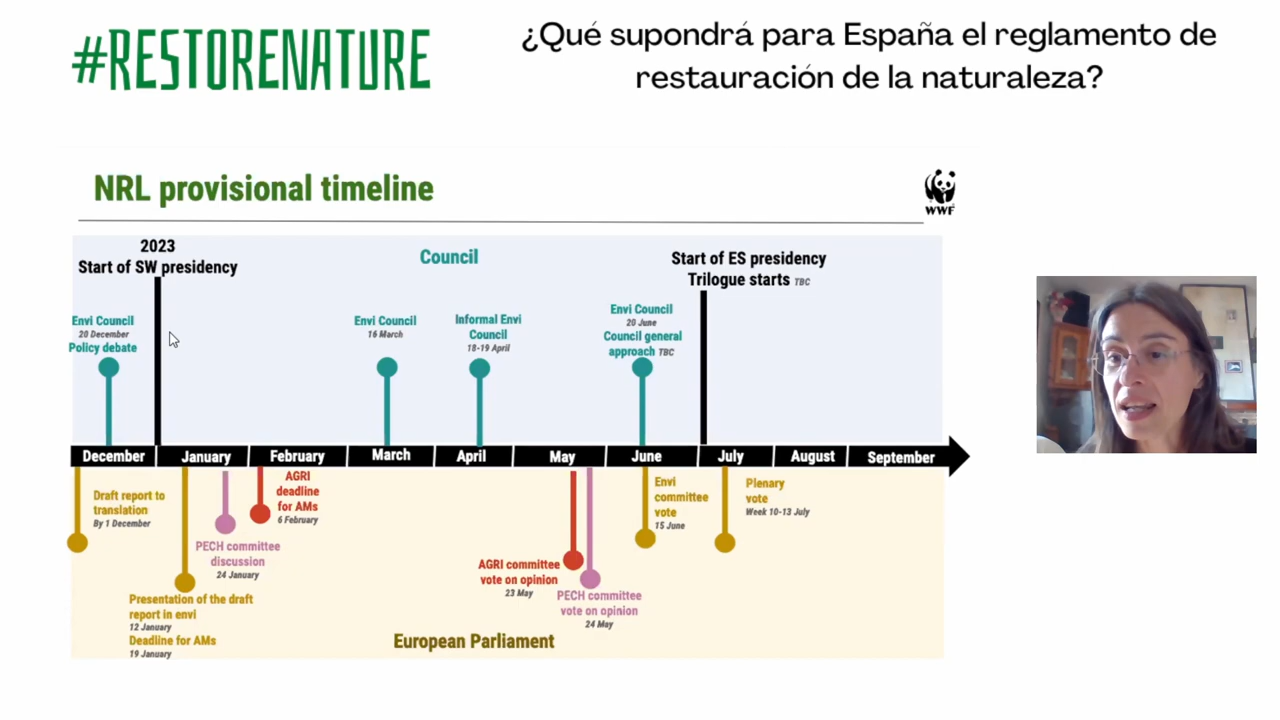 #RESTORENATURE
¿Qué supondrá para España el reglamento de
restauración de la naturaleza?
NRL provisional timeline
WWF
2023
Start of SW presidency
Council
Start of ES presidency
Trilogue starts TBC
Envi Council
20 December
Policy debate
Envi Council
16 March
Informal Envi
Council
18-19 April
Envi Council
20 June
Council general
approach TBC
December
January
February
March
April
May
June
July
August
September
Draft report to
translation
By 1 December
Presentation of the draft
report in envi
12 January
Deadline for AMs
19 January
PECH committee
discussion
24 January
AGRI
deadline
for AMs
6 February
AGRI committee
vote on opinion
23 May
PECH committee
vote on opinion
24 May
Envi
committee
vote
15 June
Plenary
vote
Week 10-13 July
European Parliament